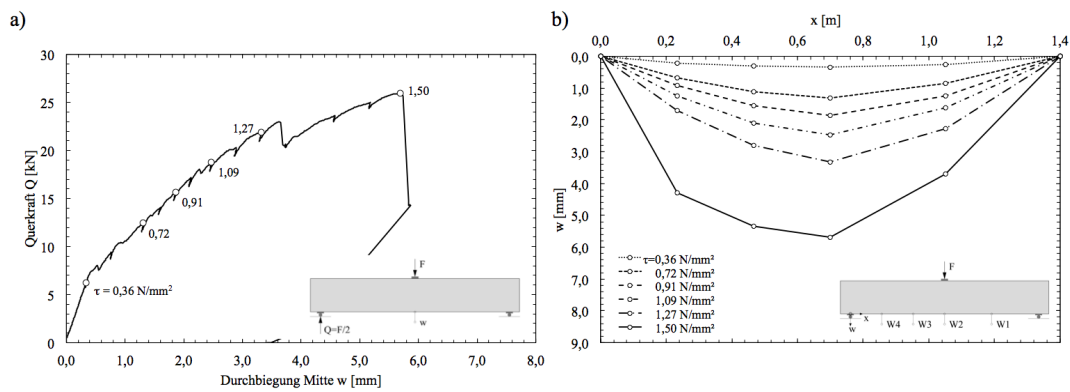 a)
30
25
20
15
10
5
0
Querkraft Q [kN]
1,50
1,27
1,09
0,91
0,72
τ = 0,36 N/mm²
F
Q=F/2
w
0,0 1,0 2,0 3,0 4,0 5,0 6,0 7,0 8,0
Durchbiegung Mitte w [mm]
b)
x [m]
0,0 0,2 0,4 0,6 0,8 1,0 1,2 1,4
0,0
1,0
2,0
3,0
4,0
5,0
6,0
7,0
8,0
9,0
w [mm]
τ=0,36 N/mm²
0,72 N/mm²
0,91 N/mm²
1,09 N/mm²
1,27 N/mm²
1,50 N/mm²
F
x
w
W4 W3 W2 W1